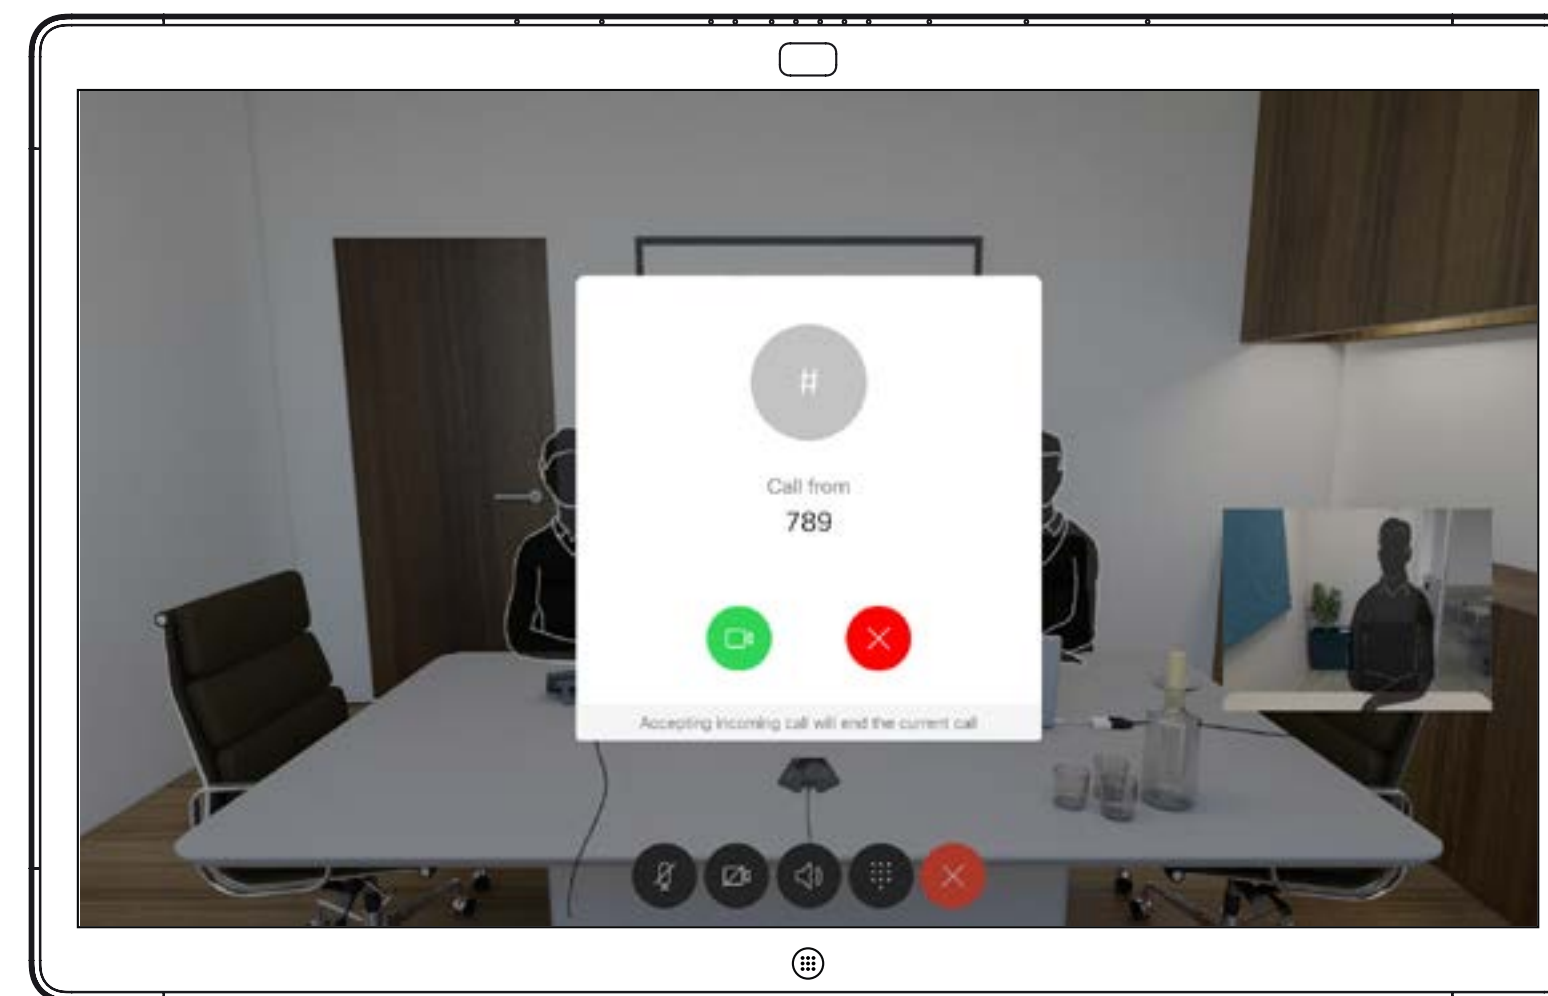 #
Call from
789
Accepting incoming call will end the current call